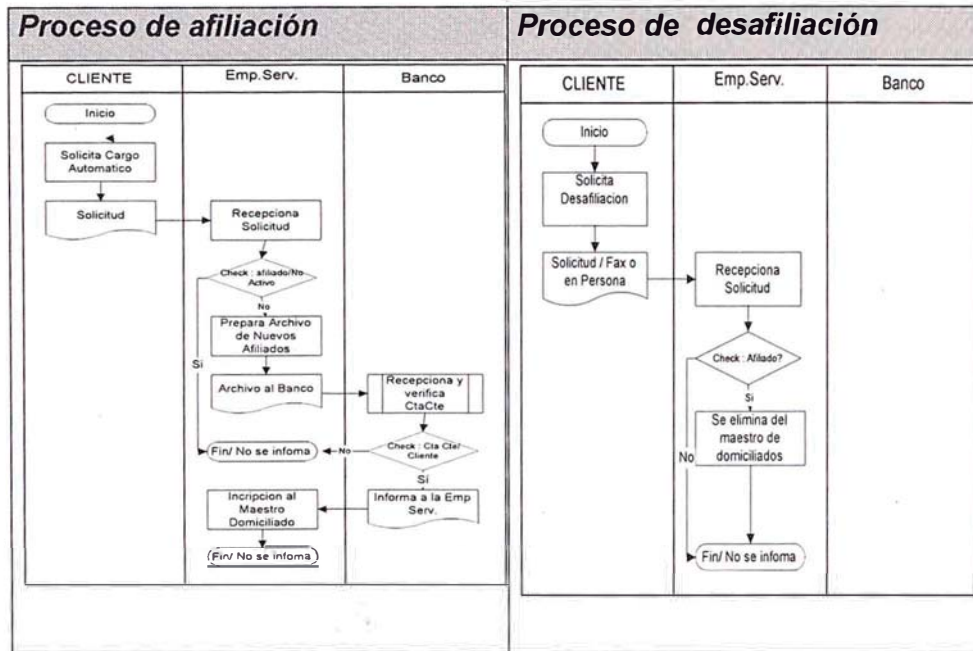 Proceso de afiliación
CLIENTE
Emp.Serv.
Banco
Inicio
Solicita Cargo
Automatico
Solicitud
Recepciona
Solicitud
Check : afiliado/No
Activo
No
Prepara Archivo
de Nuevos
Afiliados
Si
Archivo al Banco
Recepciona y
verifica
CtaCte
Check : Cta Cte/
Cliente
No
Fin/ No se infoma
Sí
Informa a la Emp
Serv.
Incripcion al
Maestro
Domiciliado
Fin/ No se infoma
Proceso de desafiliación
CLIENTE
Emp.Serv.
Banco
Inicio
Solicita
Desafiliacion
Solicitud / Fax o
en Persona
Recepciona
Solicitud
Check : Afiliado?
Si
Se elimina del
maestro de
domiciliados
No
Fin/ No se infoma